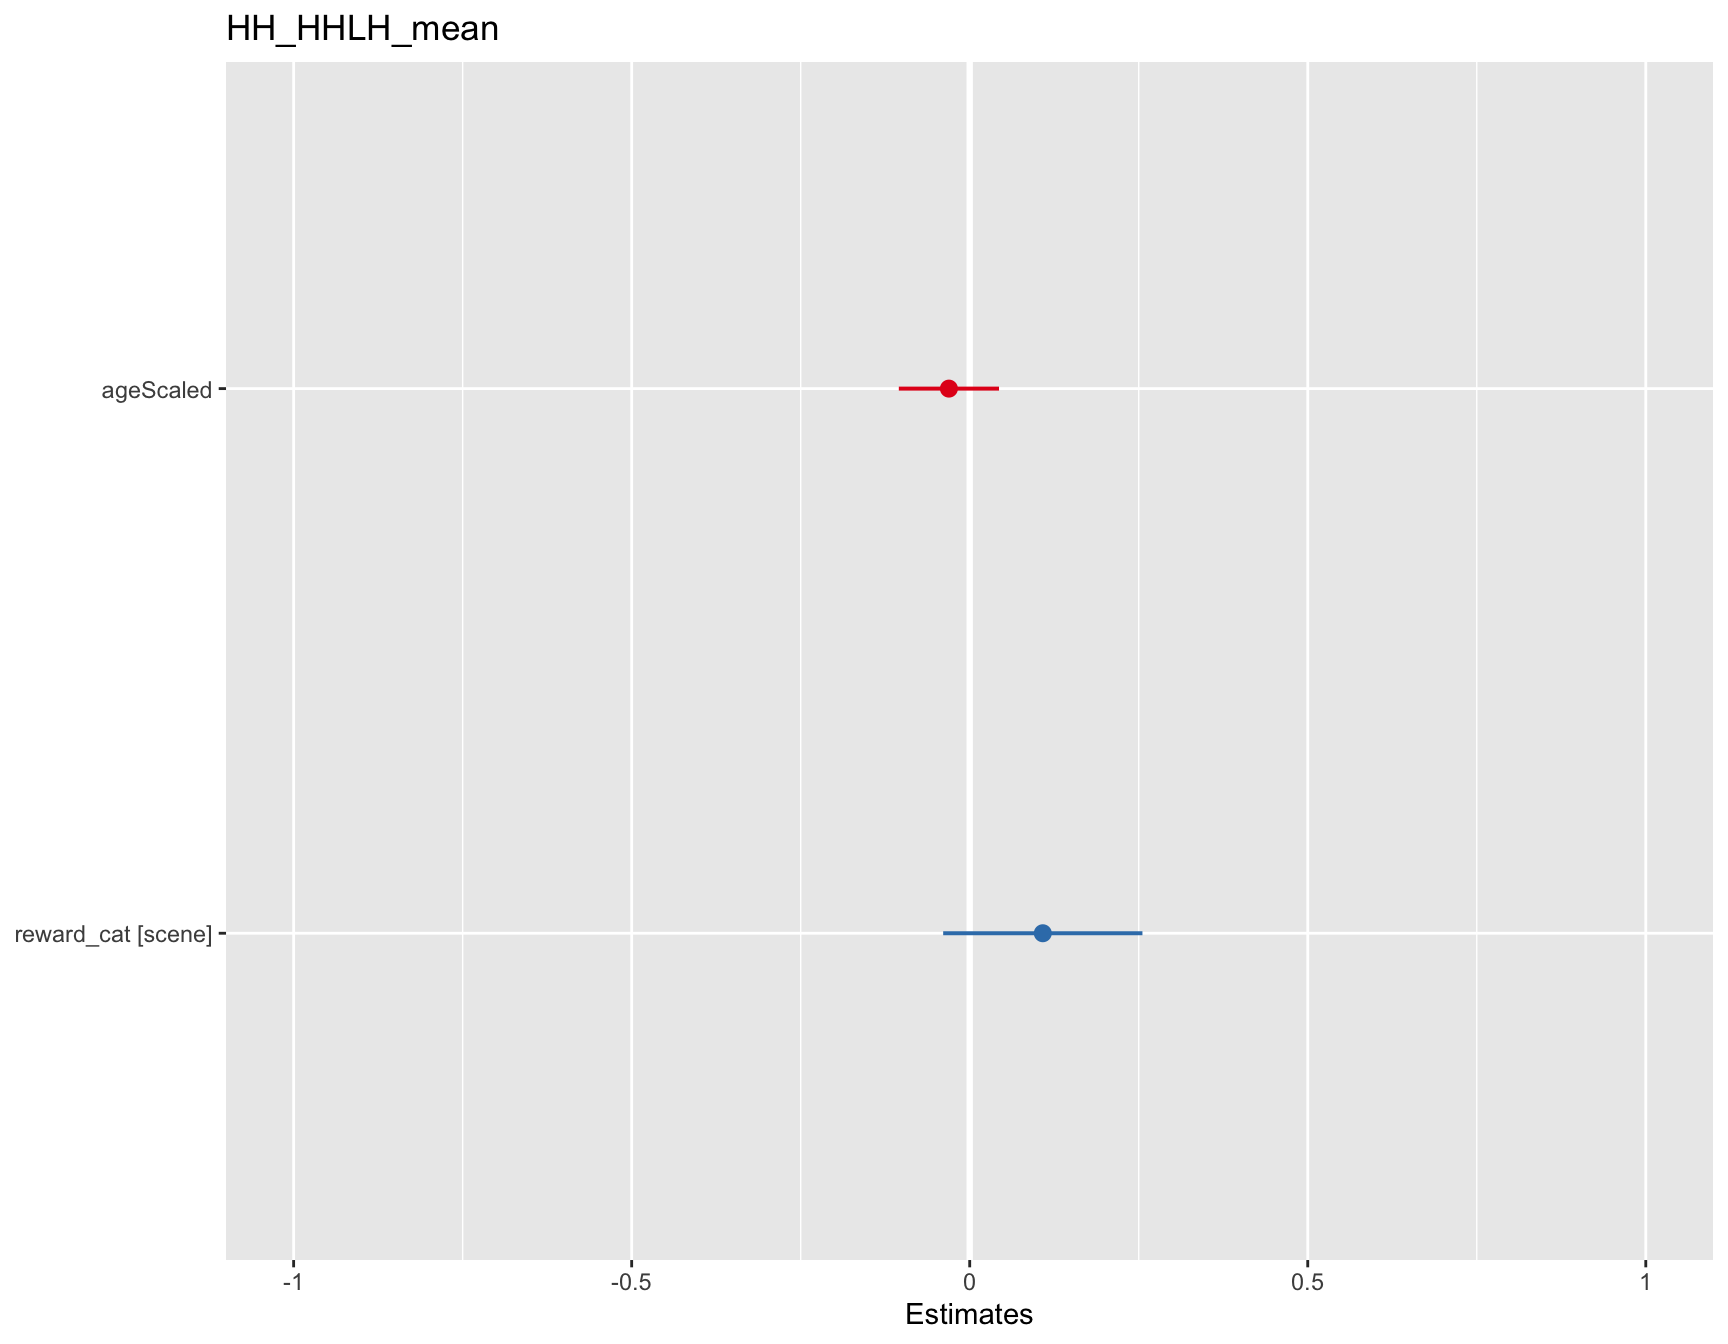 HH_HHLH_mean
ageScaled
reward_cat [scene]
-1
-0.5
0
0.5
1
Estimates